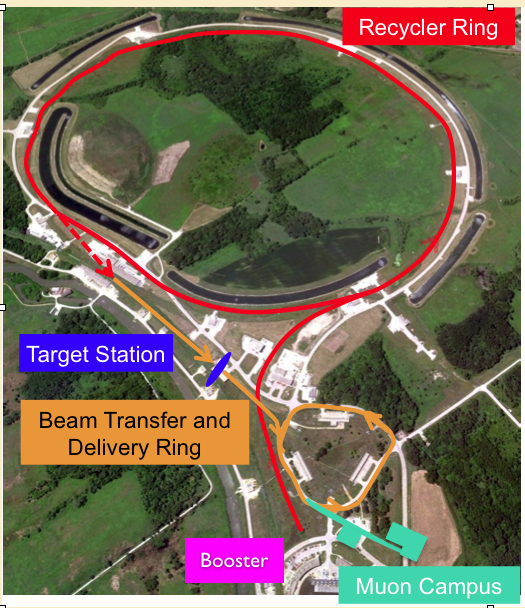 Recycler Ring
Target Station
Beam Transfer and
Delivery Ring
Booster
Muon Campus